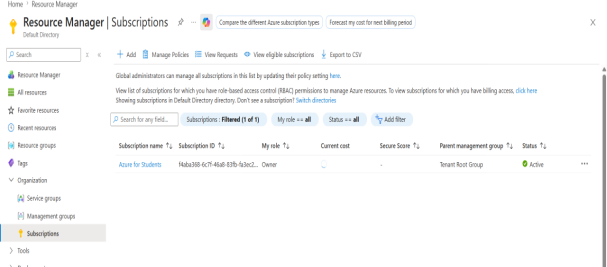 Home > Resource Manager
Resource Manager | Subscriptions
Compare the different Azure subscription types
Forecast my cost for next billing period
X
Default Directory
Search
Add
Manage Policies
View Requests
View eligible subscriptions
Export to CSV
Resource Manager
All resources
Favorite resources
Recent resources
Resource groups
Tags
Organization
Service groups
Management groups
Subscriptions
Tools
Global administrators can manage all subscriptions in this list by updating their policy setting here.
View list of subscriptions for which you have role-based access control (RBAC) permissions to manage Azure resources. To view subscriptions for which you have billing access, click here
Showing subscriptions in Default Directory directory. Don't see a subscription? Switch directories
Search for any field...
Subscriptions : Filtered (1 of 1)
My role == all
Status == all
Add filter
Subscription name ↑↓ Subscription ID ↑↓ My role ↑↓ Current cost Secure Score ↑↓ Parent management group ↑↓ Status ↑↓
Azure for Students Owner - Tenant Root Group Active ...